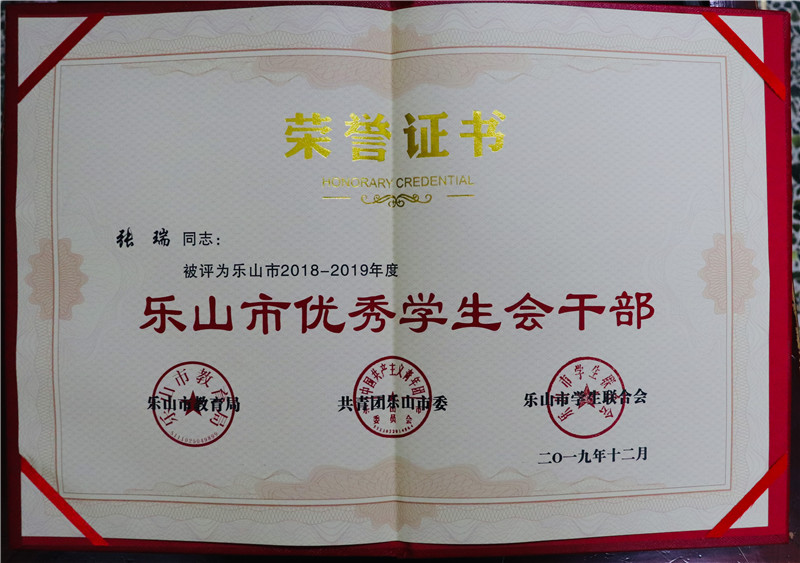 荣誉证书
HONORARY CREDENTIAL
张瑞 同志：
被评为乐山市2018-2019年度
乐山市优秀学生会干部
乐山市教育局 共青团乐山市委 乐山市学生联合会
二〇一九年十二月